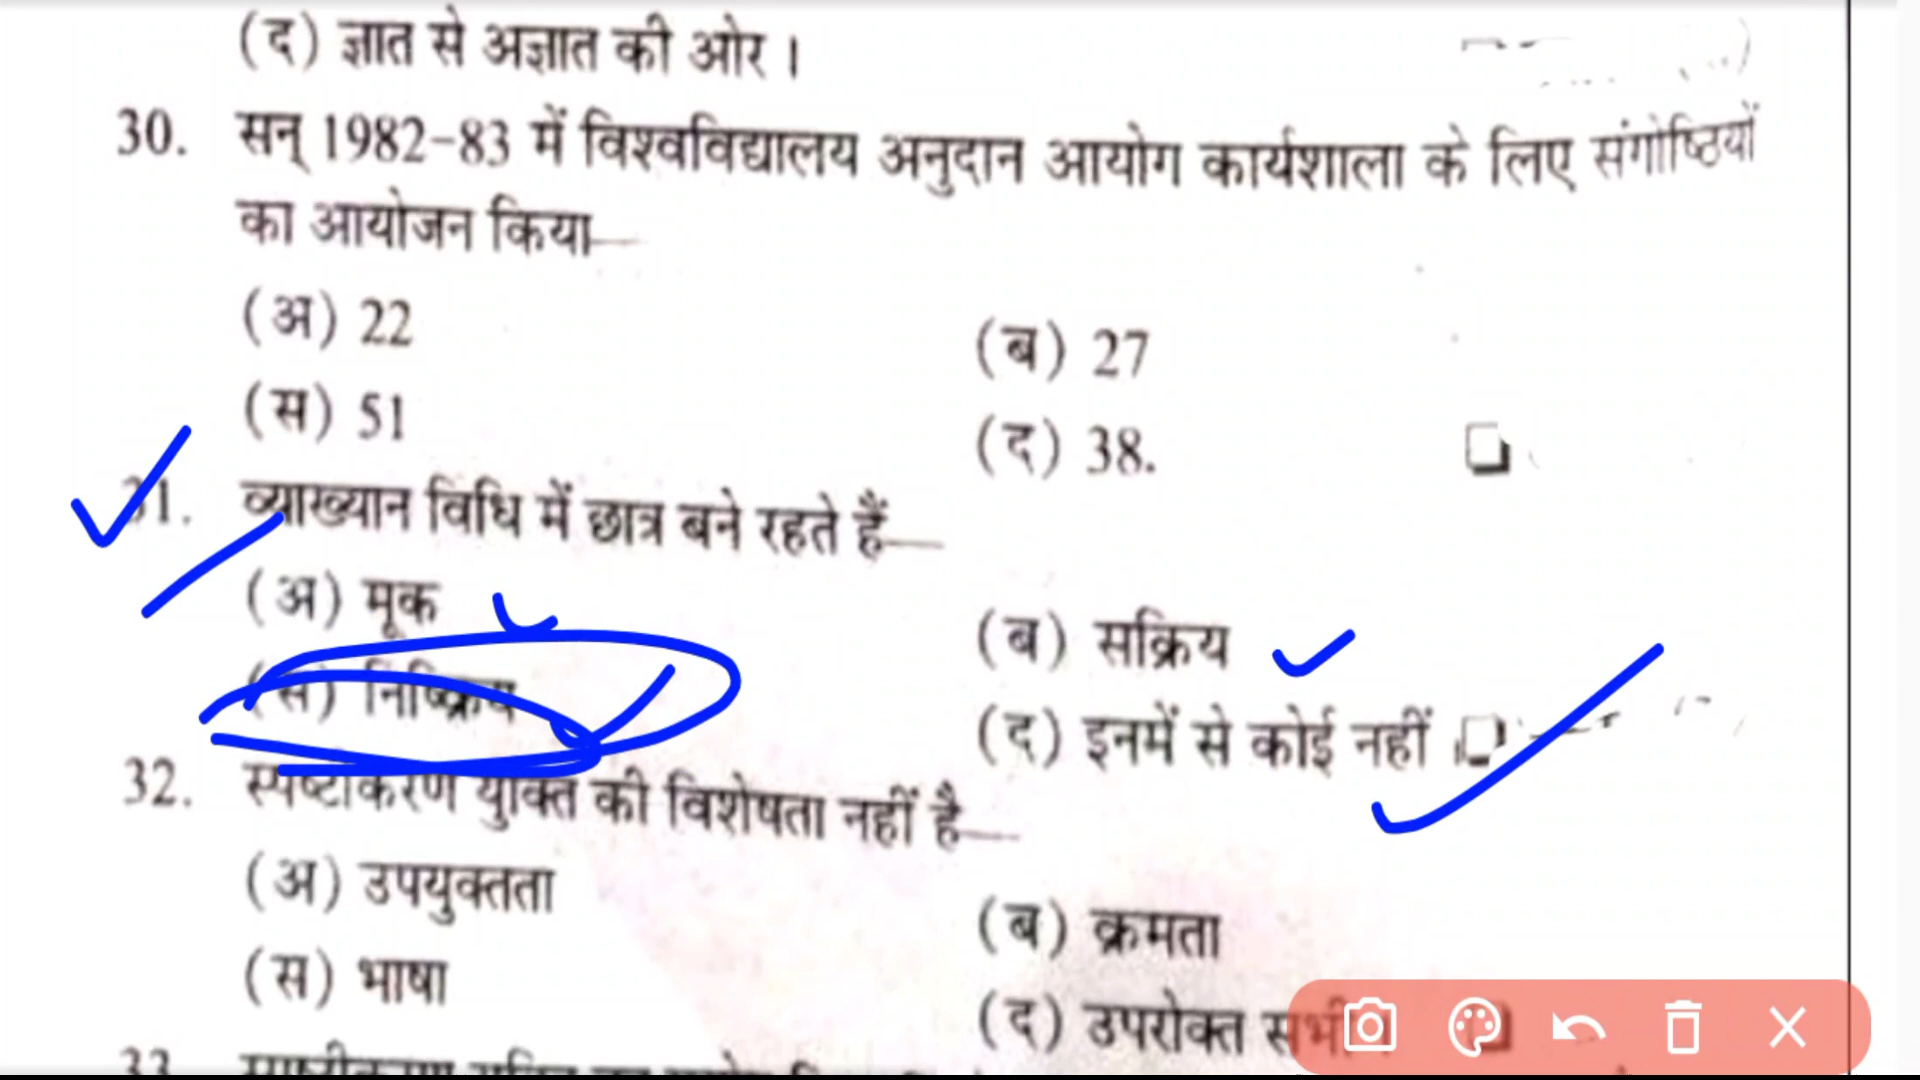 (द) ज्ञात से अज्ञात की ओर ।
30. सन् 1982-83 में विश्वविद्यालय अनुदान आयोग कार्यशाला के लिए संगोष्ठियों
का आयोजन किया—
(अ) 22
(ब) 27
(स) 51
(द) 38.
31. व्याख्यान विधि में छात्र बने रहते हैं—
(अ) मूक
(ब) सक्रिय
(स) निष्क्रिय
(द) इनमें से कोई नहीं
32. स्पष्टीकरण युक्ति की विशेषता नहीं है—
(अ) उपयुक्तता
(ब) क्रमता
(स) भाषा
(द) उपरोक्त सभी
33.